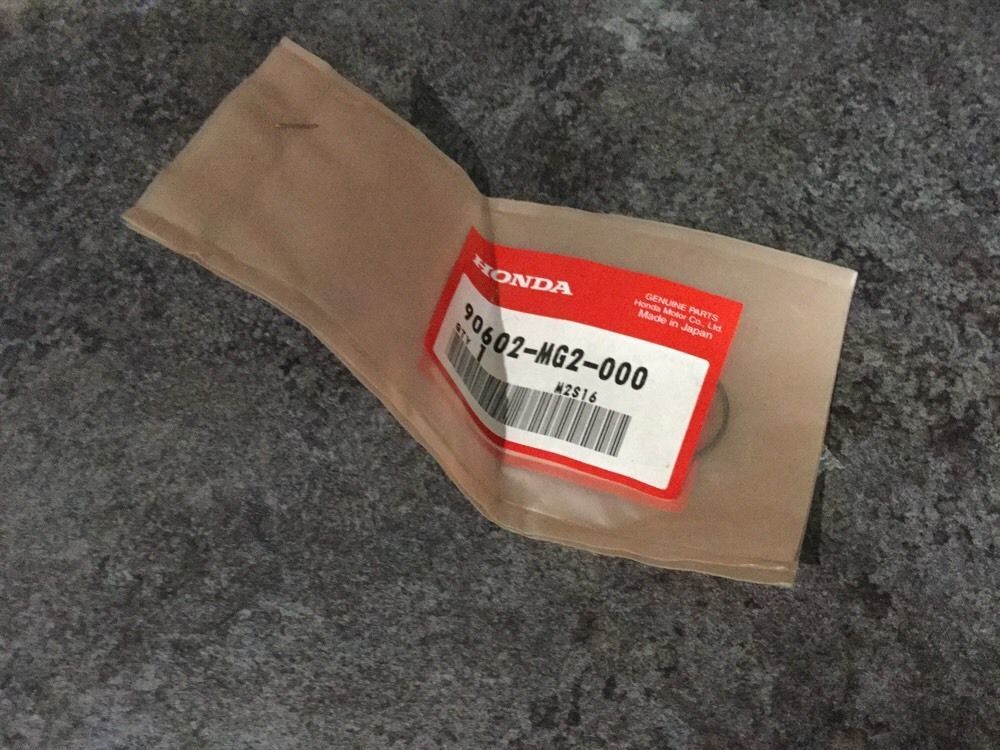 HONDA
GENUINE PARTS
Honda Motor Co., Ltd.
Made in Japan
90602-MG2-000
QTY 1
M2S16